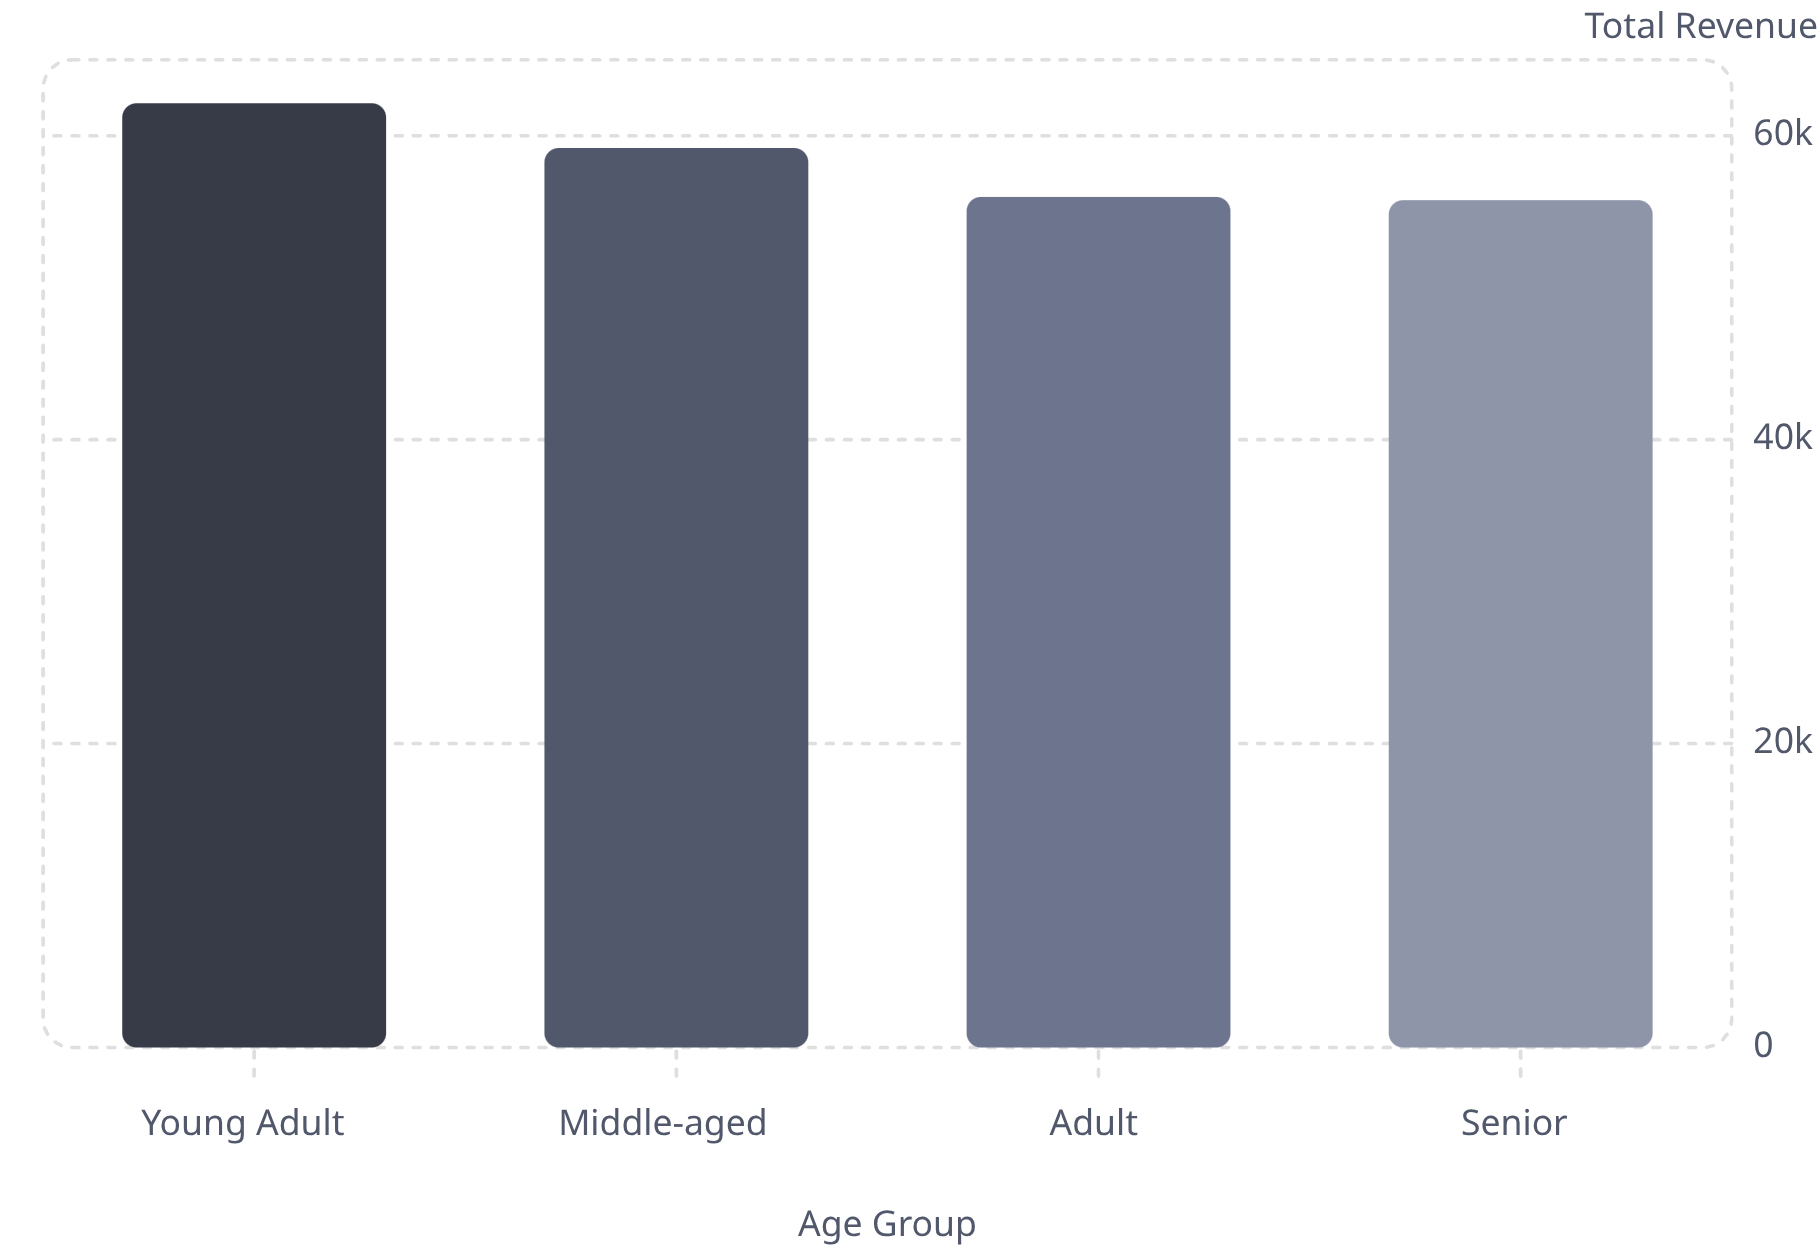 Total Revenue
60k
40k
20k
0
Young Adult
Middle-aged
Adult
Senior
Age Group